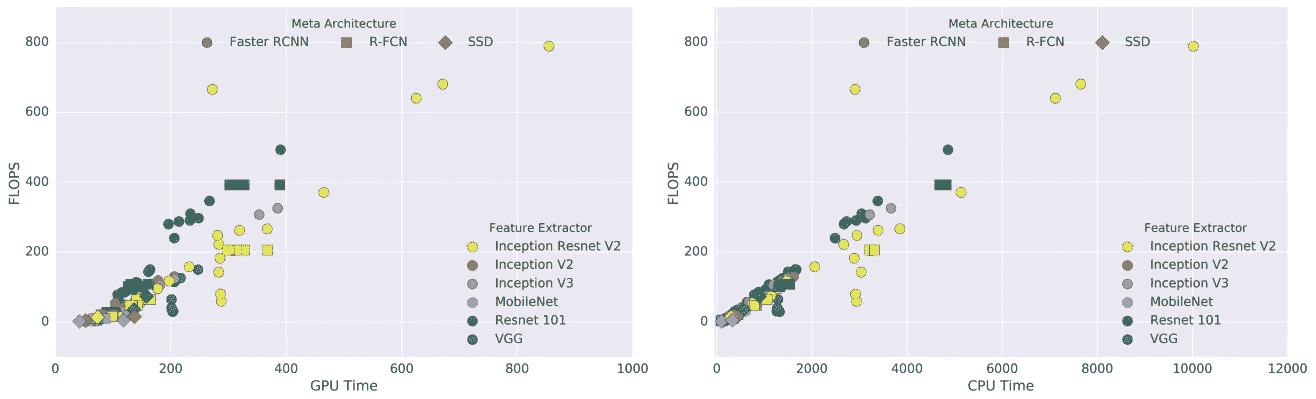 Meta Architecture
Faster RCNN R-FCN SSD
800
600
400
200
0
FLOPS
Feature Extractor
Inception Resnet V2
Inception V2
Inception V3
MobileNet
Resnet 101
VGG
0 200 400 600 800 1000
GPU Time
Meta Architecture
Faster RCNN R-FCN SSD
800
600
400
200
0
FLOPS
Feature Extractor
Inception Resnet V2
Inception V2
Inception V3
MobileNet
Resnet 101
VGG
0 2000 4000 6000 8000 10000 12000
CPU Time